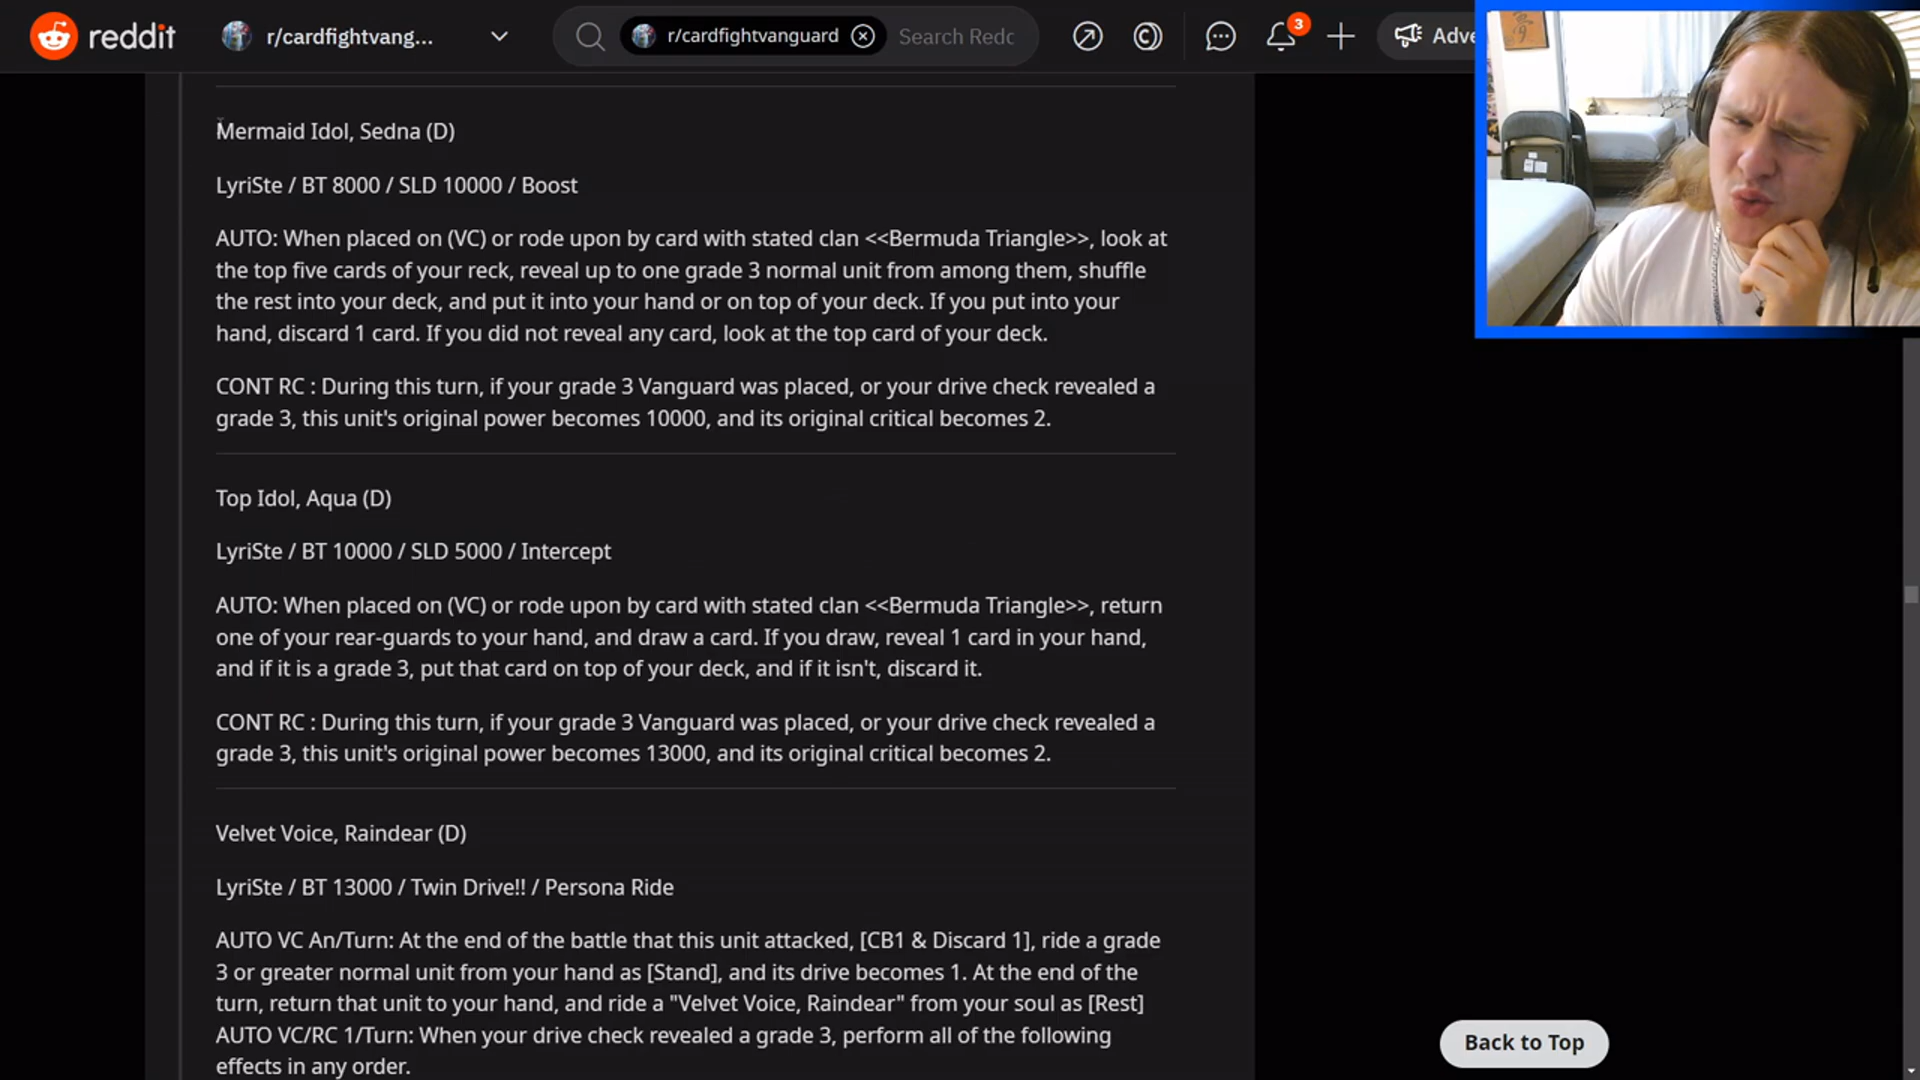 reddit r/cardfightvang... r/cardfightvanguard Search Redc 3 Adve
Mermaid Idol, Sedna (D)
LyriSte / BT 8000 / SLD 10000 / Boost
AUTO: When placed on (VC) or rode upon by card with stated clan <<Bermuda Triangle>>, look at
the top five cards of your reck, reveal up to one grade 3 normal unit from among them, shuffle
the rest into your deck, and put it into your hand or on top of your deck. If you put into your
hand, discard 1 card. If you did not reveal any card, look at the top card of your deck.
CONT RC : During this turn, if your grade 3 Vanguard was placed, or your drive check revealed a
grade 3, this unit's original power becomes 10000, and its original critical becomes 2.
Top Idol, Aqua (D)
LyriSte / BT 10000 / SLD 5000 / Intercept
AUTO: When placed on (VC) or rode upon by card with stated clan <<Bermuda Triangle>>, return
one of your rear-guards to your hand, and draw a card. If you draw, reveal 1 card in your hand,
and if it is a grade 3, put that card on top of your deck, and if it isn't, discard it.
CONT RC : During this turn, if your grade 3 Vanguard was placed, or your drive check revealed a
grade 3, this unit's original power becomes 13000, and its original critical becomes 2.
Velvet Voice, Raindear (D)
LyriSte / BT 13000 / Twin Drive!! / Persona Ride
AUTO VC An/Turn: At the end of the battle that this unit attacked, [CB1 & Discard 1], ride a grade
3 or greater normal unit from your hand as [Stand], and its drive becomes 1. At the end of the
turn, return that unit to your hand, and ride a "Velvet Voice, Raindear" from your soul as [Rest]
AUTO VC/RC 1/Turn: When your drive check revealed a grade 3, perform all of the following
effects in any order.
Back to Top